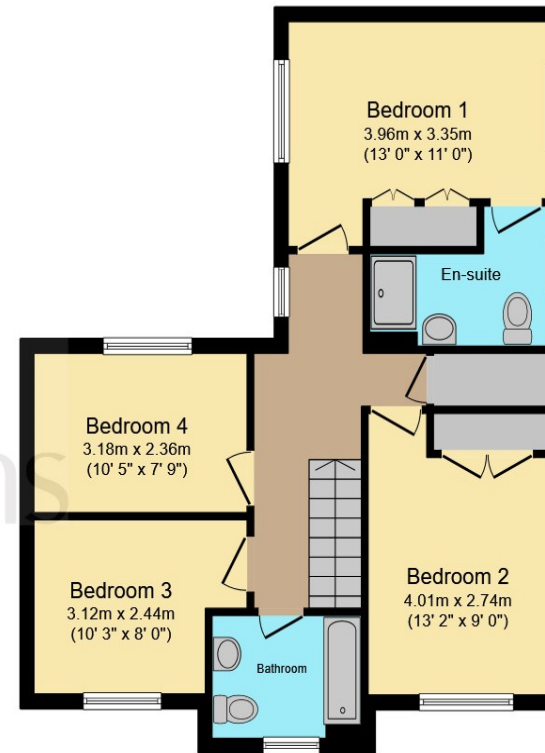 Bedroom 1
3.96m x 3.35m
(13' 0" x 11' 0")
En-suite
Bedroom 4
3.18m x 2.36m
(10' 5" x 7' 9")
Bedroom 3
3.12m x 2.44m
(10' 3" x 8' 0")
Bedroom 2
4.01m x 2.74m
(13' 2" x 9' 0")
Bathroom